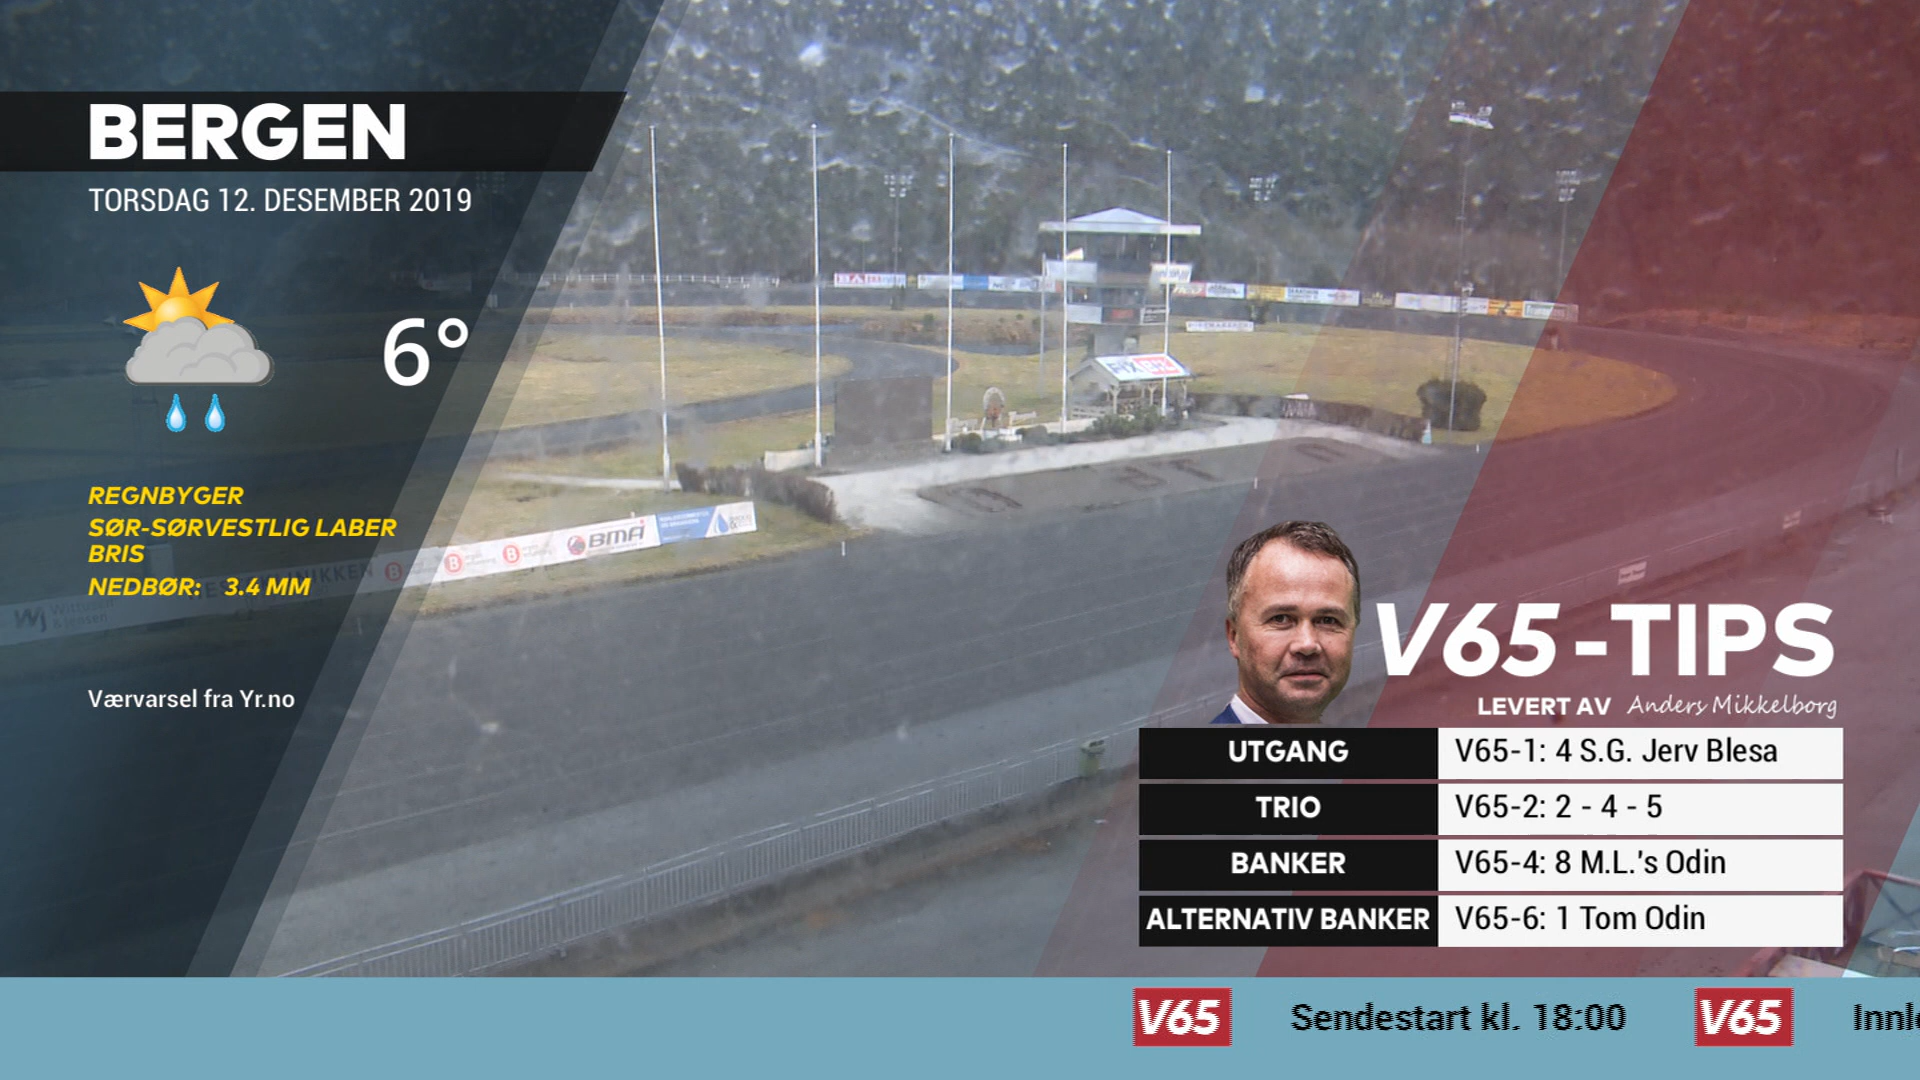 BERGEN
TORSDAG 12. DESEMBER 2019
6°
REGNBYGER
SØR-SØRVESTLIG LABER
BRIS
NEDBØR: 3.4 MM
Værvarsel fra Yr.no
BMA
V65-TIPS
LEVERT AV Anders Mikkelborg
UTGANG V65-1: 4 S.G. Jerv Blesa
TRIO V65-2: 2 - 4 - 5
BANKER V65-4: 8 M.L.'s Odin
ALTERNATIV BANKER V65-6: 1 Tom Odin
V65 Sendestart kl. 18:00 V65